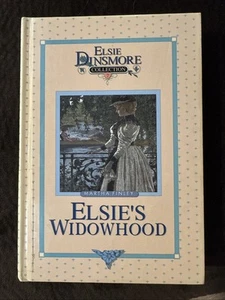 ELSIE
DINSMORE
COLLECTION
MARTHA FINLEY
ELSIE'S
WIDOWHOOD